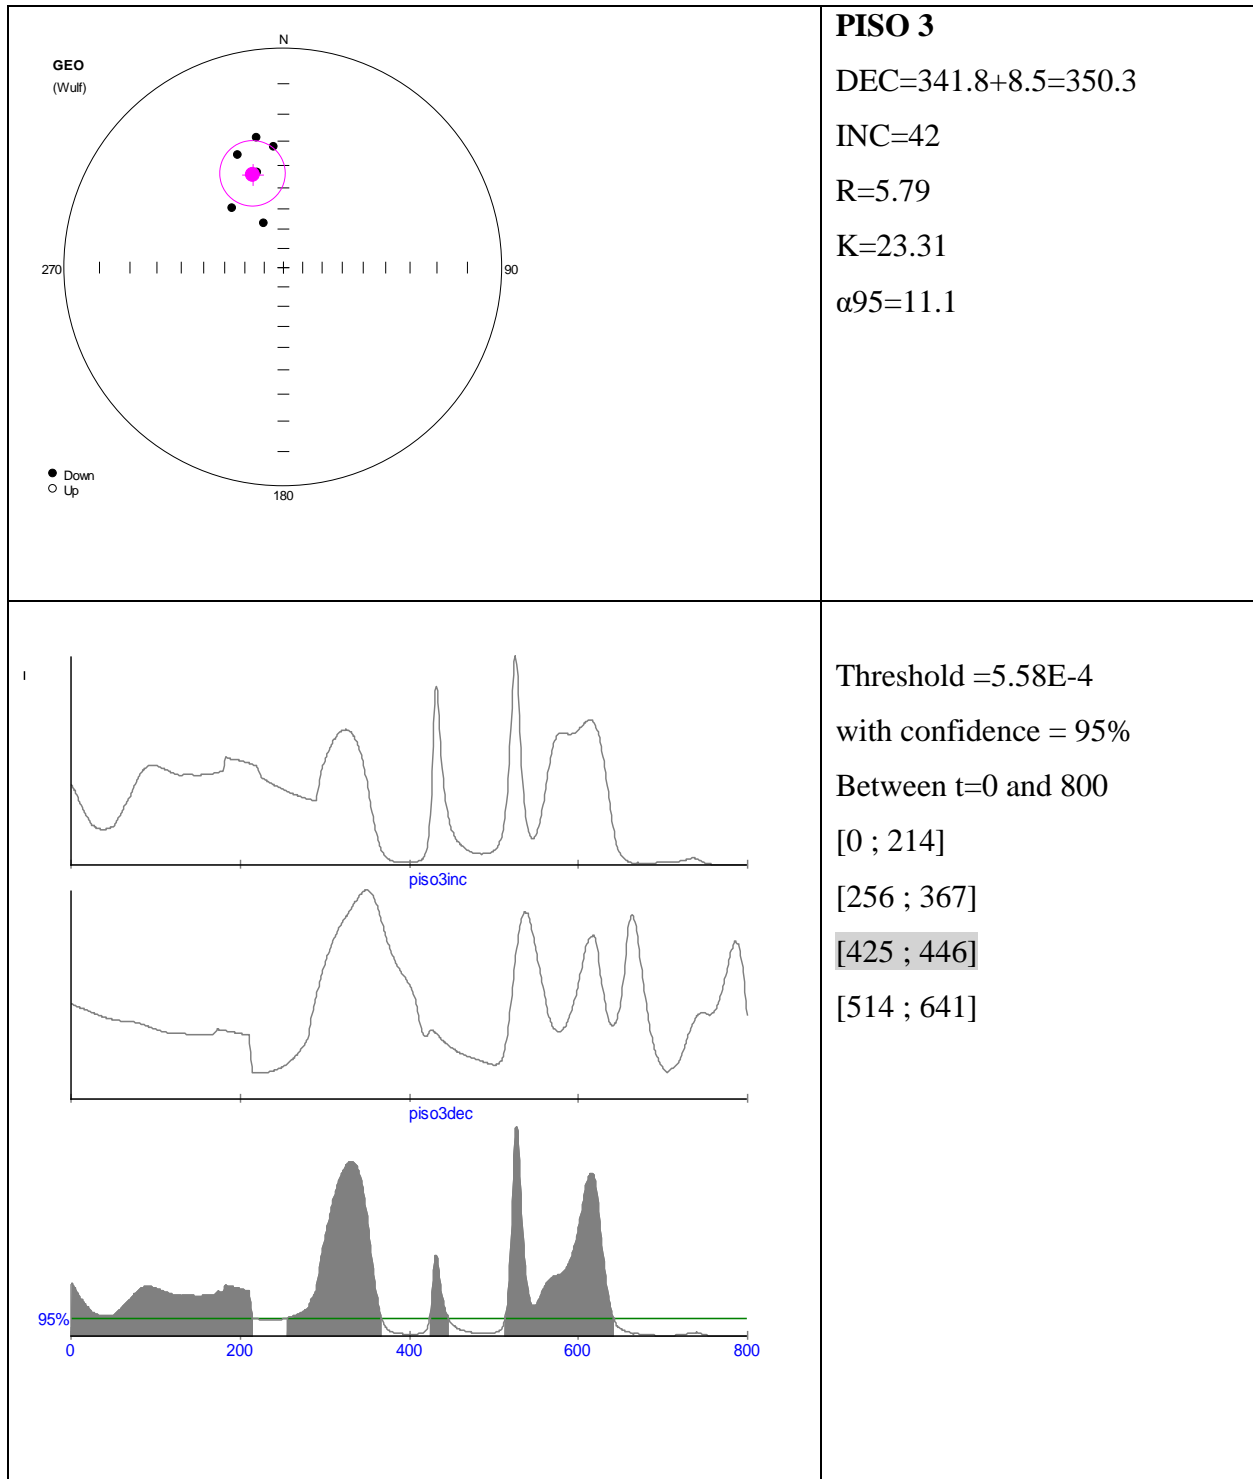 N
GEO
(Wulf)
270
90
Down
Up
180
PISO 3
DEC=341.8+8.5=350.3
INC=42
R=5.79
K=23.31
α95=11.1
piso3inc
piso3dec
95%
0 200 400 600 800
Threshold =5.58E-4
with confidence = 95%
Between t=0 and 800
[0 ; 214]
[256 ; 367]
[425 ; 446]
[514 ; 641]